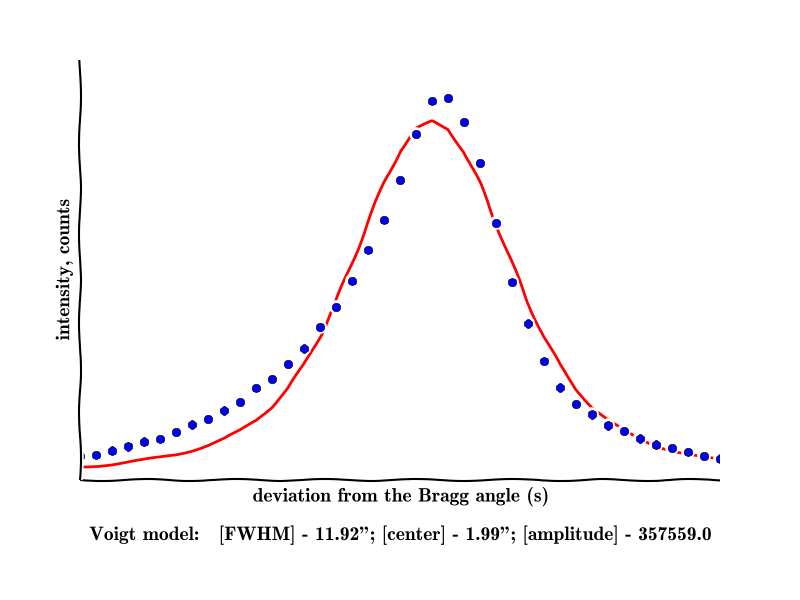 intensity, counts
deviation from the Bragg angle (s)
Voigt model: [FWHM] - 11.92”; [center] - 1.99”; [amplitude] - 357559.0